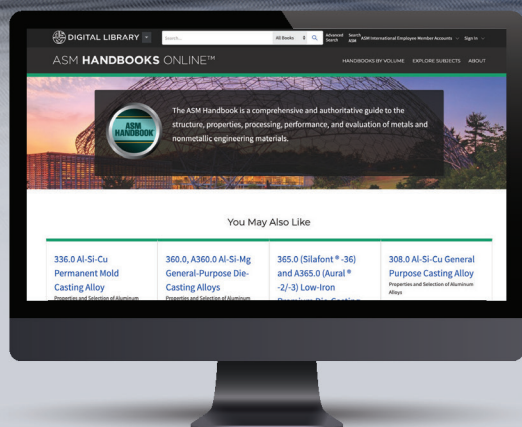 DIGITAL LIBRARY
Search...
All Books
Advanced Search
Search ASM
ASM International Employee Member Accounts
Sign In
ASM HANDBOOKS ONLINE™
HANDBOOKS BY VOLUME EXPLORE SUBJECTS ABOUT
ASM
HANDBOOK
The ASM Handbook is a comprehensive and authoritative guide to the
structure, properties, processing, performance, and evaluation of metals and
nonmetallic engineering materials.
You May Also Like
336.0 Al-Si-Cu
Permanent Mold
Casting Alloy
Properties and Selection of Aluminum
360.0, A360.0 Al-Si-Mg
General-Purpose Die-
Casting Alloys
Properties and Selection of Aluminum
365.0 (Silafont ® -36)
and A365.0 (Aural ®
-2/-3) Low-Iron
Premium Die-Casting
308.0 Al-Si-Cu General
Purpose Casting Alloy
Properties and Selection of Aluminum
Alloys